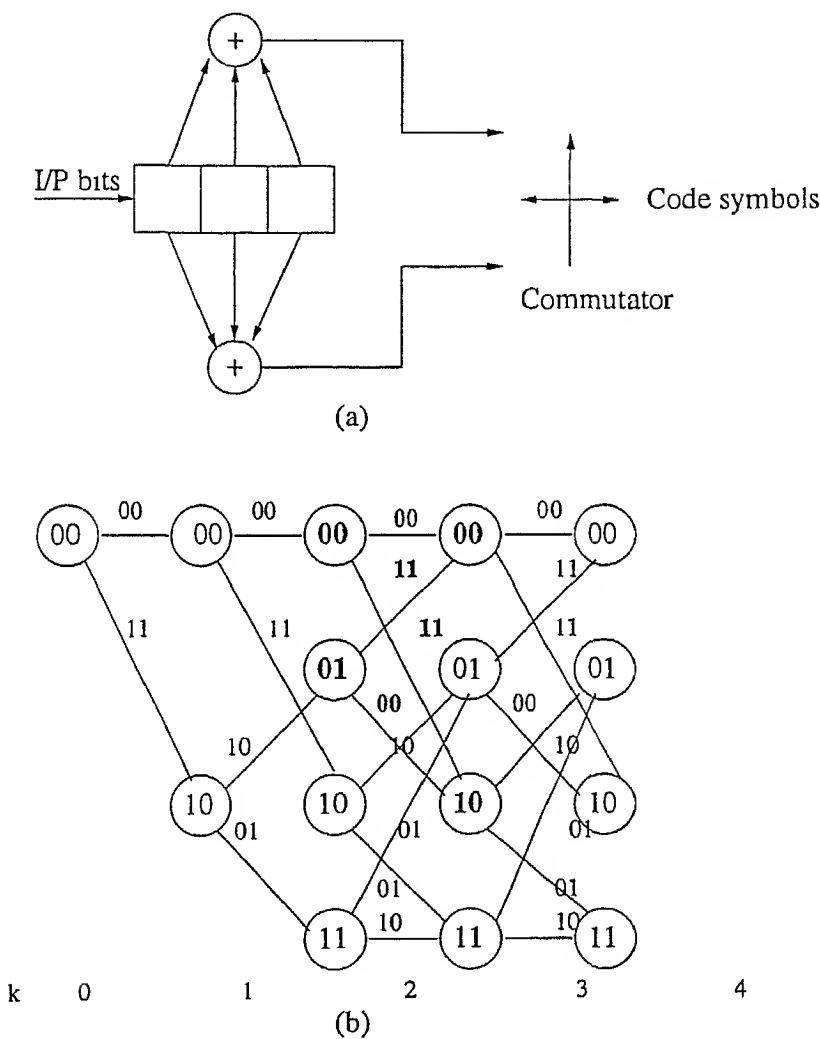 +
I/P bits
Code symbols
Commutator
+
(a)
00 00 00 00
00 00 00 00 00
11 11
11 11 11 11
01 01 01
00 00
10 10 10
10 10 10 10
01 01 01
01 01
10 10
11 11 11
k 0 1 2 3 4
(b)